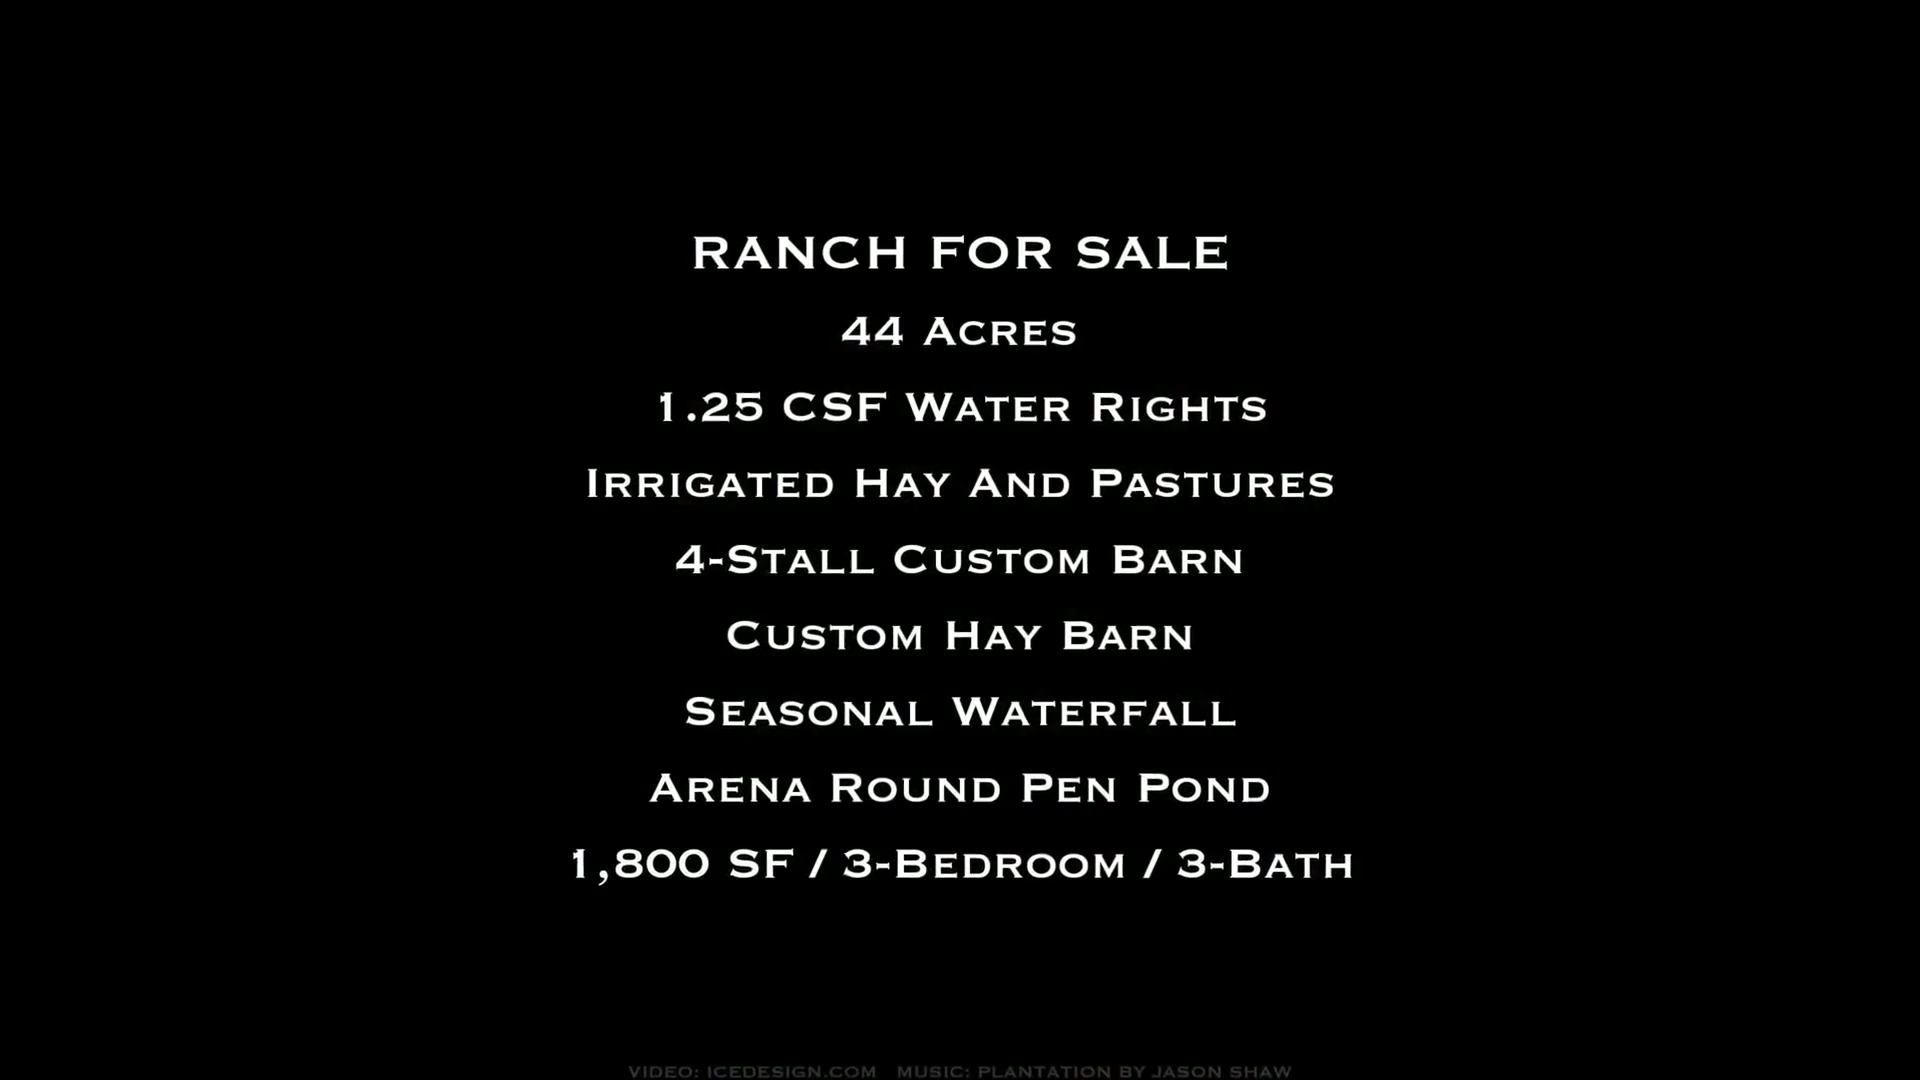 RANCH FOR SALE
44 ACRES
1.25 CSF WATER RIGHTS
IRRIGATED HAY AND PASTURES
4-STALL CUSTOM BARN
CUSTOM HAY BARN
SEASONAL WATERFALL
ARENA ROUND PEN POND
1,800 SF / 3-BEDROOM / 3-BATH
VIDEO: ICEDESIGN.COM MUSIC: PLANTATION BY JASON SHAW